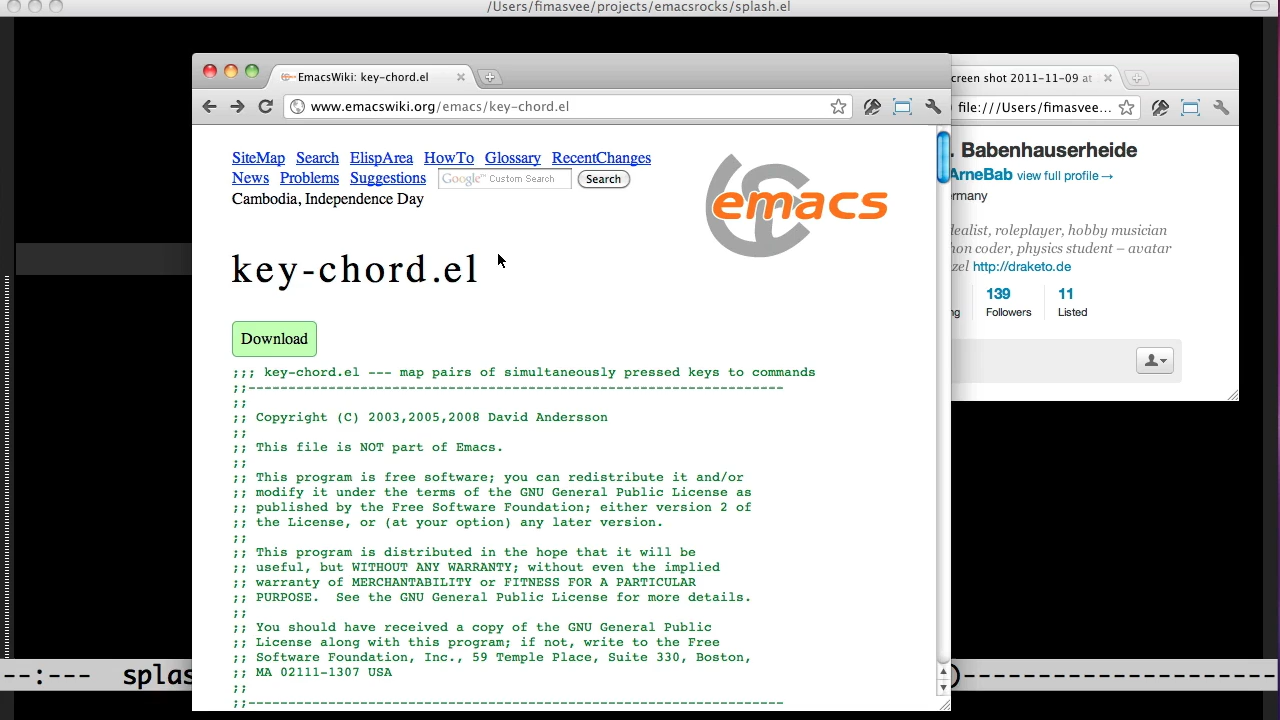 /Users/fimasvee/projects/emacsrocks/splash.el
EmacsWiki: key-chord.el
www.emacswiki.org/emacs/key-chord.el
SiteMap Search ElispArea HowTo Glossary RecentChanges
News Problems Suggestions Google™ Custom Search Search
Cambodia, Independence Day
emacs
key-chord.el
Download
;;; key-chord.el --- map pairs of simultaneously pressed keys to commands
;;-------------------------------------------------------------------
;;
;; Copyright (C) 2003,2005,2008 David Andersson
;;
;; This file is NOT part of Emacs.
;;
;; This program is free software; you can redistribute it and/or
;; modify it under the terms of the GNU General Public License as
;; published by the Free Software Foundation; either version 2 of
;; the License, or (at your option) any later version.
;;
;; This program is distributed in the hope that it will be
;; useful, but WITHOUT ANY WARRANTY; without even the implied
;; warranty of MERCHANTABILITY or FITNESS FOR A PARTICULAR
;; PURPOSE.  See the GNU General Public License for more details.
;;
;; You should have received a copy of the GNU General Public
;; License along with this program; if not, write to the Free
;; Software Foundation, Inc., 59 Temple Place, Suite 330, Boston,
;; MA 02111-1307 USA
;;
;;-------------------------------------------------------------------
creen shot 2011-11-09 at
file:///Users/fimasvee...
. Babenhauserheide
ArneBab view full profile →
rmany
dealist, roleplayer, hobby musician
hon coder, physics student – avatar
zel http://draketo.de
139 11
ng Followers Listed
--:--- splas
)--------------------